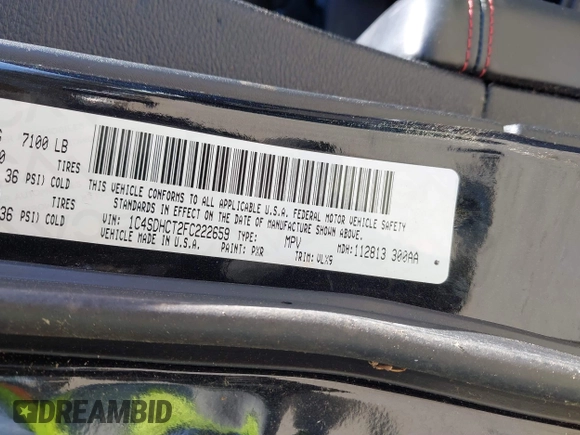 7100 LB
TIRES
36 PSI) COLD
TIRES
36 PSI) COLD
THIS VEHICLE CONFORMS TO ALL APPLICABLE U.S.A. FEDERAL MOTOR VEHICLE SAFETY
STANDARDS IN EFFECT ON THE DATE OF MANUFACTURE SHOWN ABOVE.
VIN: 1C4SDHCT2FC222659 TYPE: MPV MDH: 112813 300AA
MADE IN U.S.A. PAINT: PXR TRIM: VLX9
DREAMBID